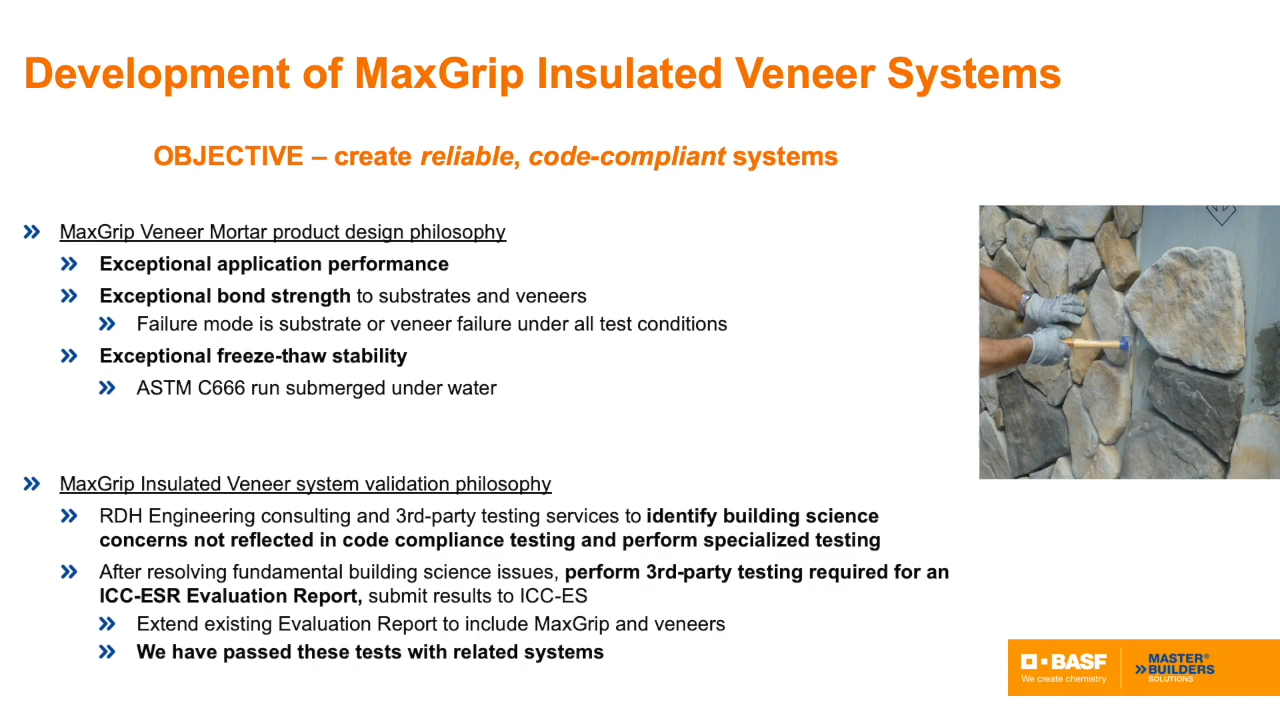 Development of MaxGrip Insulated Veneer Systems
OBJECTIVE – create reliable, code-compliant systems
MaxGrip Veneer Mortar product design philosophy
Exceptional application performance
Exceptional bond strength to substrates and veneers
Failure mode is substrate or veneer failure under all test conditions
Exceptional freeze-thaw stability
ASTM C666 run submerged under water
MaxGrip Insulated Veneer system validation philosophy
RDH Engineering consulting and 3rd-party testing services to identify building science
concerns not reflected in code compliance testing and perform specialized testing
After resolving fundamental building science issues, perform 3rd-party testing required for an
ICC-ESR Evaluation Report, submit results to ICC-ES
Extend existing Evaluation Report to include MaxGrip and veneers
We have passed these tests with related systems
BASF
We create chemistry
MASTER®
BUILDERS
SOLUTIONS